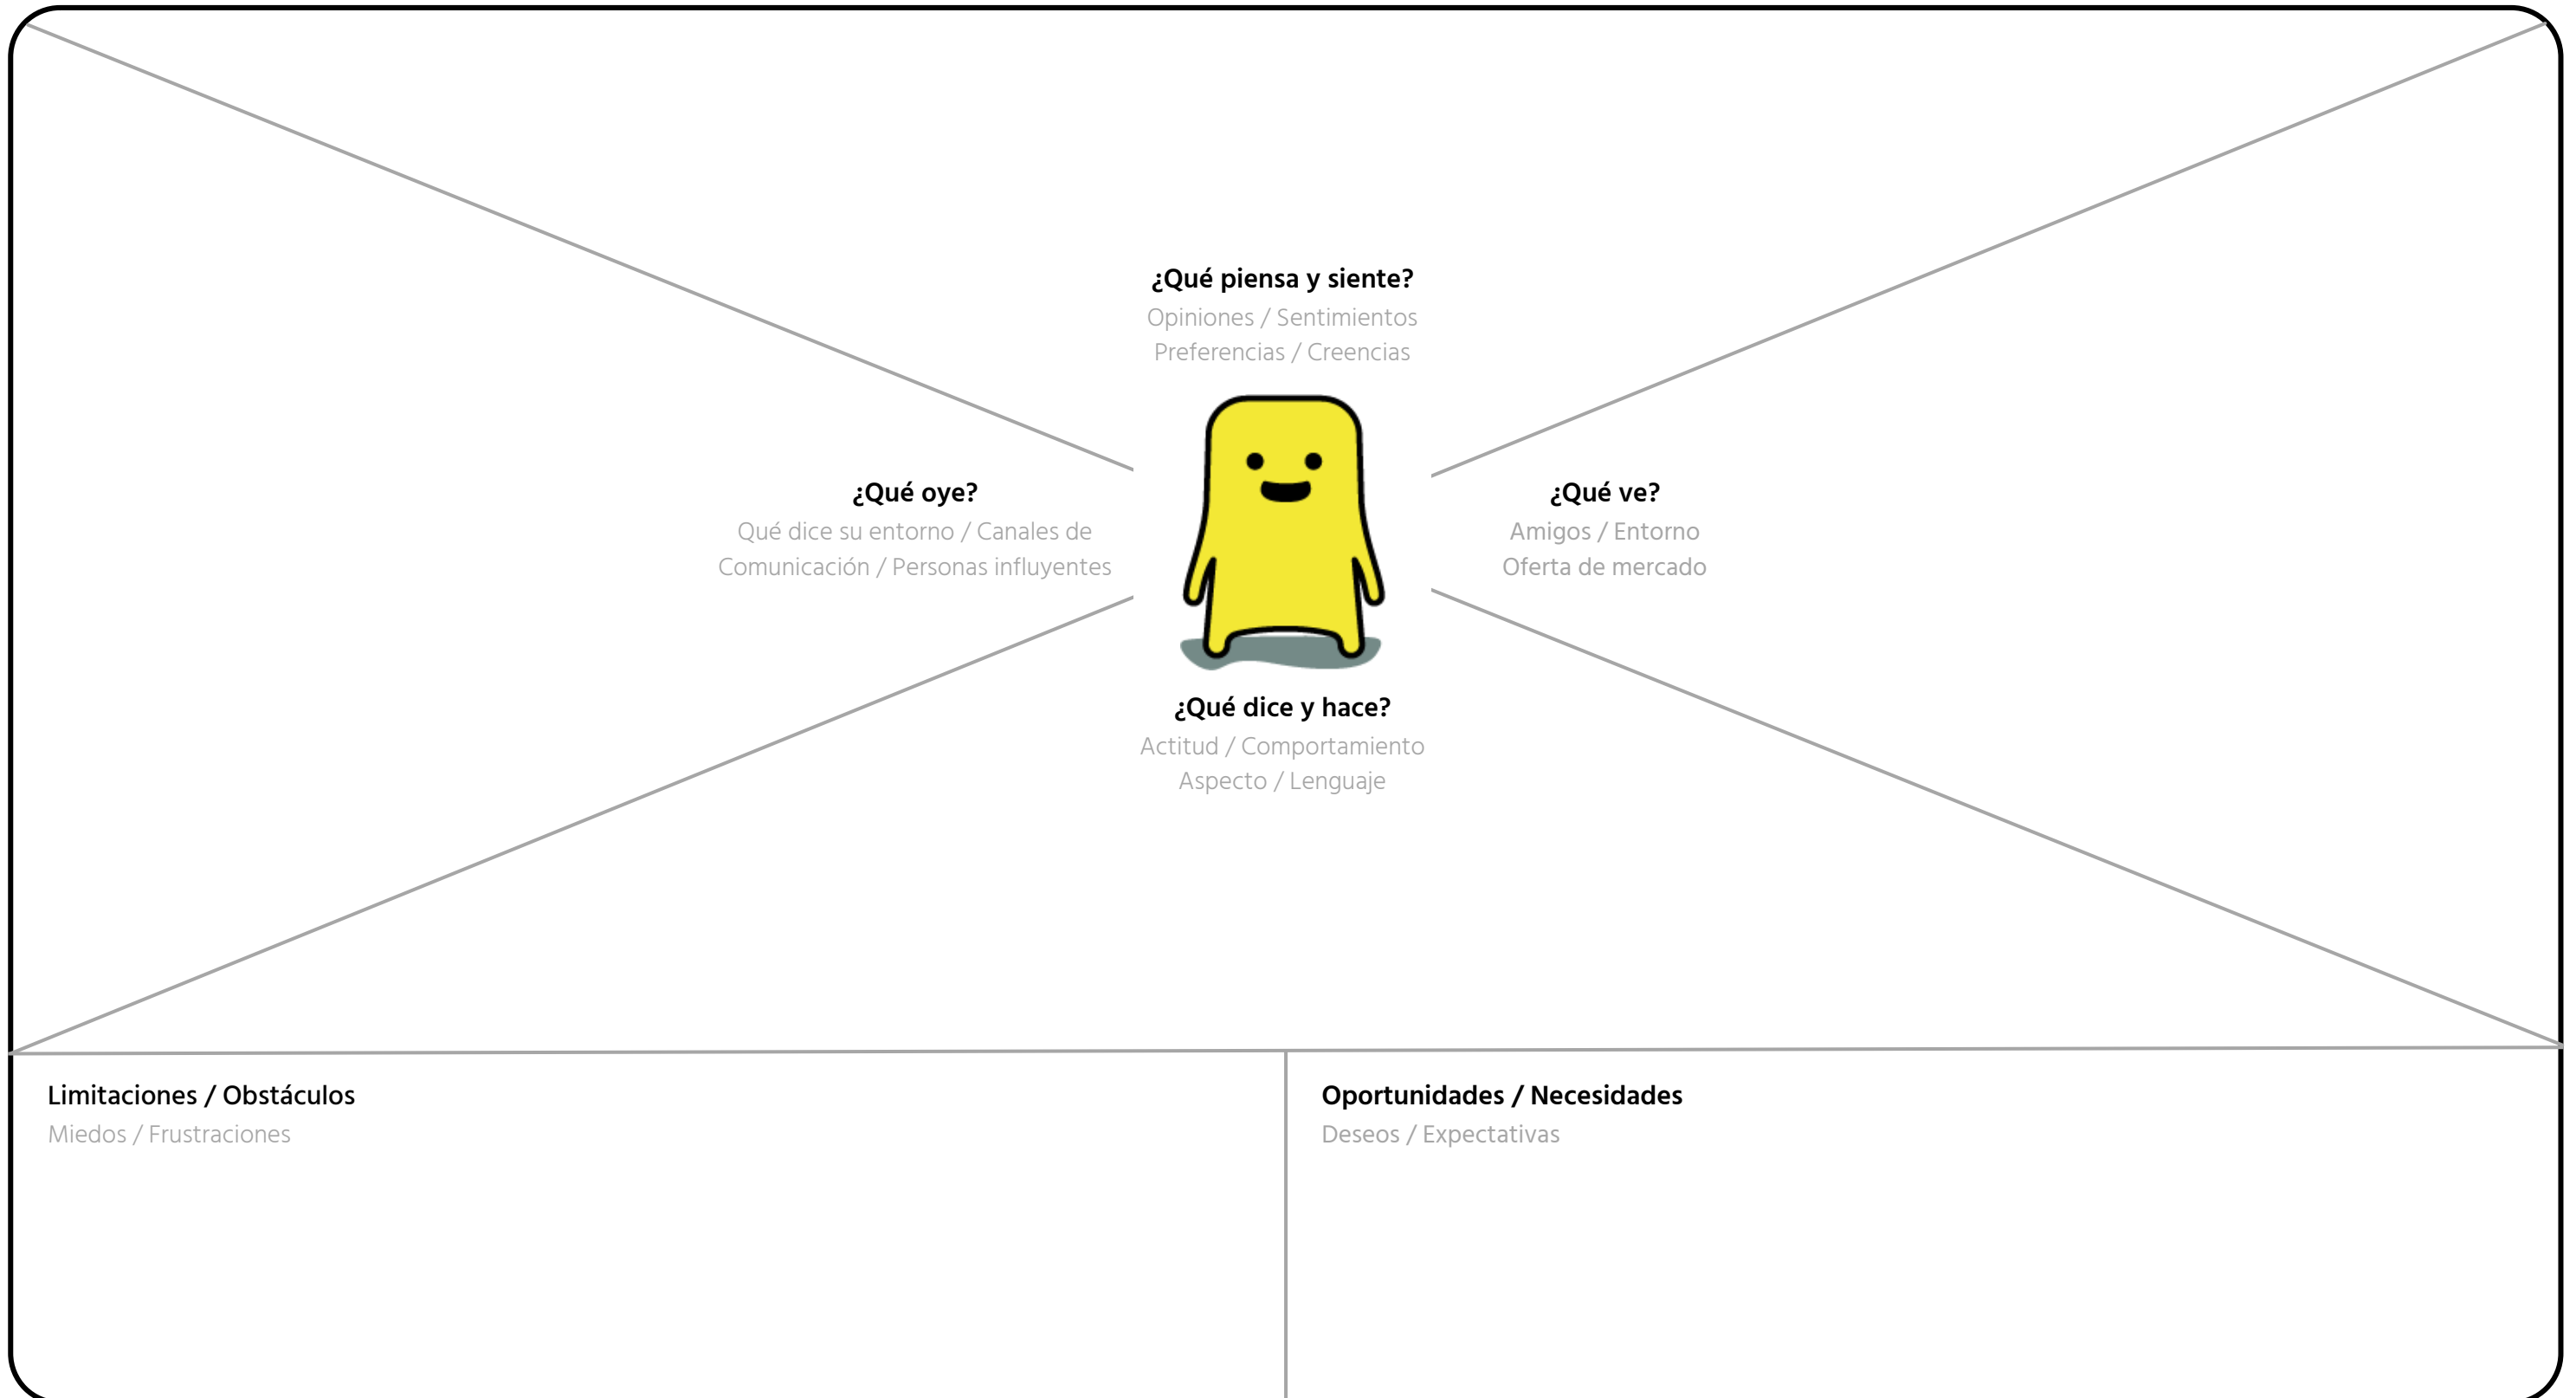 ¿Qué piensa y siente?
Opiniones / Sentimientos
Preferencias / Creencias
¿Qué oye?
Qué dice su entorno / Canales de
Comunicación / Personas influyentes
¿Qué ve?
Amigos / Entorno
Oferta de mercado
¿Qué dice y hace?
Actitud / Comportamiento
Aspecto / Lenguaje
Limitaciones / Obstáculos
Miedos / Frustraciones
Oportunidades / Necesidades
Deseos / Expectativas